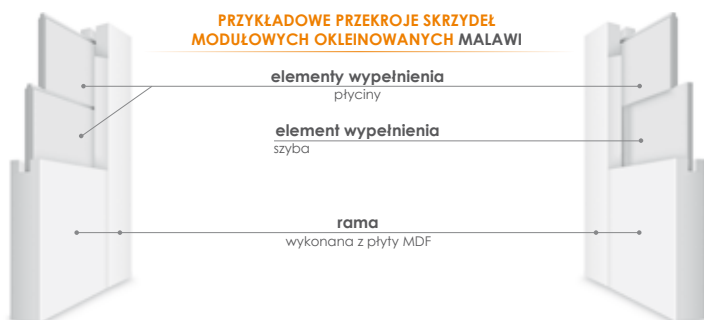 PRZYKŁADOWE PRZEKROJE SKRZYDEŁ
MODUŁOWYCH OKLEINOWANYCH MALAWI
elementy wypełnienia
płyciny
element wypełnienia
szyba
rama
wykonana z płyty MDF